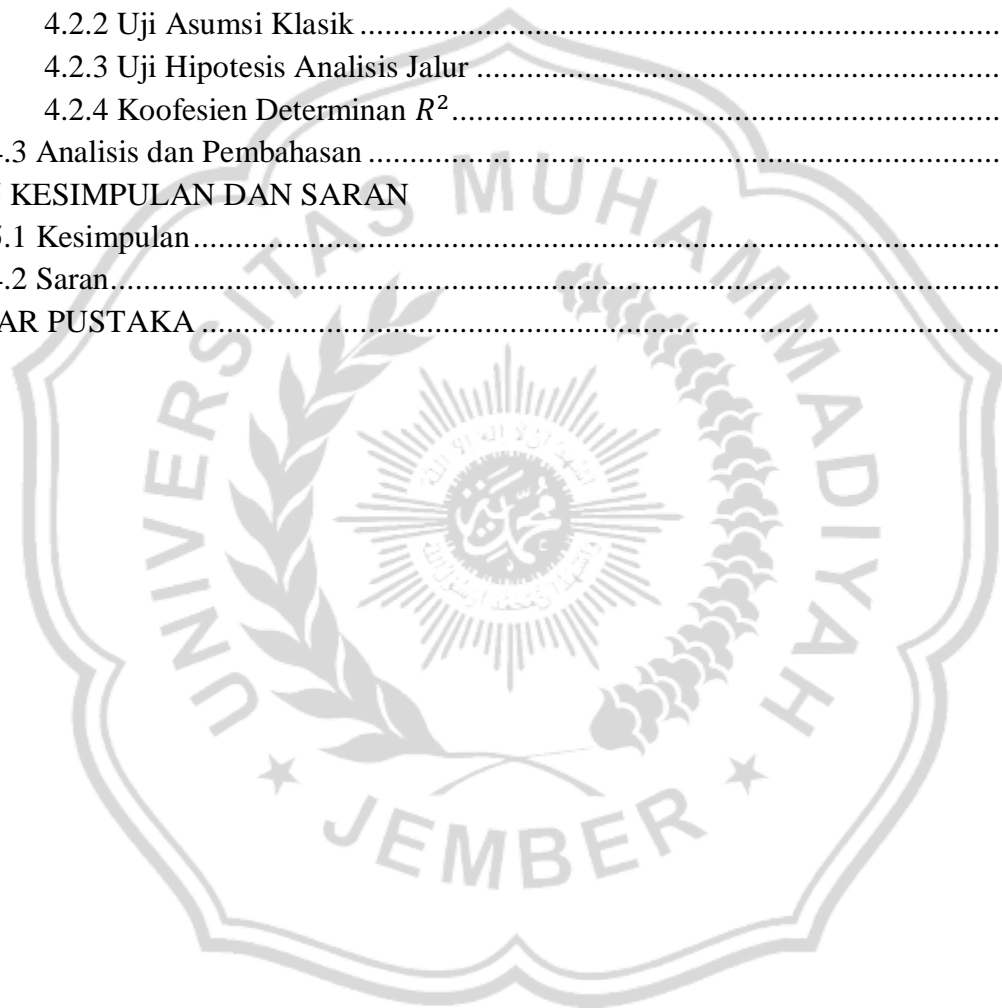 4.2.2 Uji Asumsi Klasik ........................................................................................
4.2.3 Uji Hipotesis Analisis Jalur ........................................................................
4.2.4 Koofesien Determinan R²............................................................................
.3 Analisis dan Pembahasan ......................................................................................
KESIMPULAN DAN SARAN
.1 Kesimpulan............................................................................................................
.2 Saran.......................................................................................................................
AR PUSTAKA ..........................................................................................................
UNIVERSITAS MUHAMMADIYAH
JEMBER